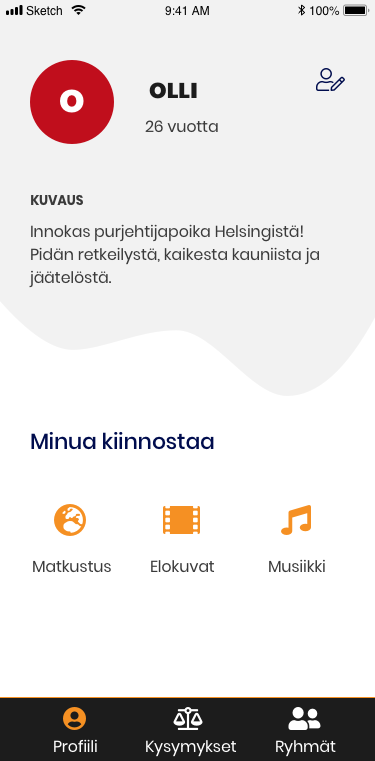 Sketch 9:41 AM 100%
O
OLLI
26 vuotta
KUVAUS
Innokas purjehtijapoika Helsingistä!
Pidän retkeilystä, kaikesta kauniista ja
jäätelöstä.
Minua kiinnostaa
Matkustus Elokuvat Musiikki
Profiili Kysymykset Ryhmät